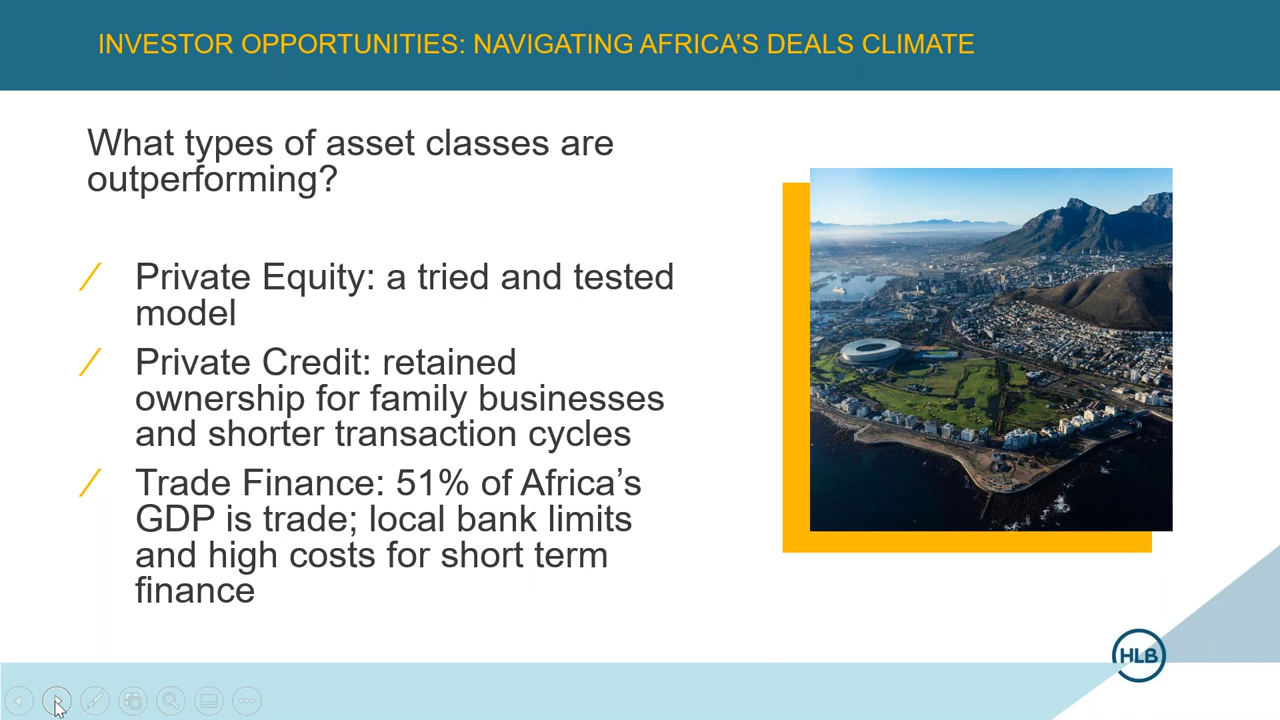 INVESTOR OPPORTUNITIES: NAVIGATING AFRICA’S DEALS CLIMATE
What types of asset classes are
outperforming?
Private Equity: a tried and tested
model
Private Credit: retained
ownership for family businesses
and shorter transaction cycles
Trade Finance: 51% of Africa’s
GDP is trade; local bank limits
and high costs for short term
finance
HLB